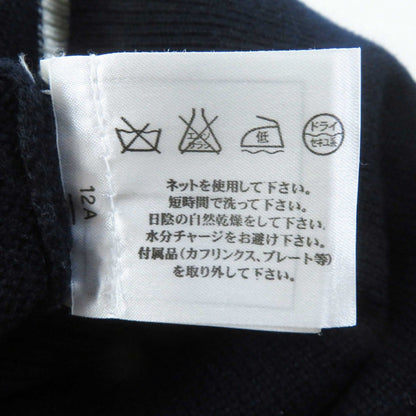 エンソ
サラシ
低
ドライ
セキユ系
ネットを使用して下さい。
短時間で洗って下さい。
日陰の自然乾燥をして下さい。
水分チャージをお避け下さい。
付属品（カフリンクス、プレート等）
を取り外して下さい。
12A